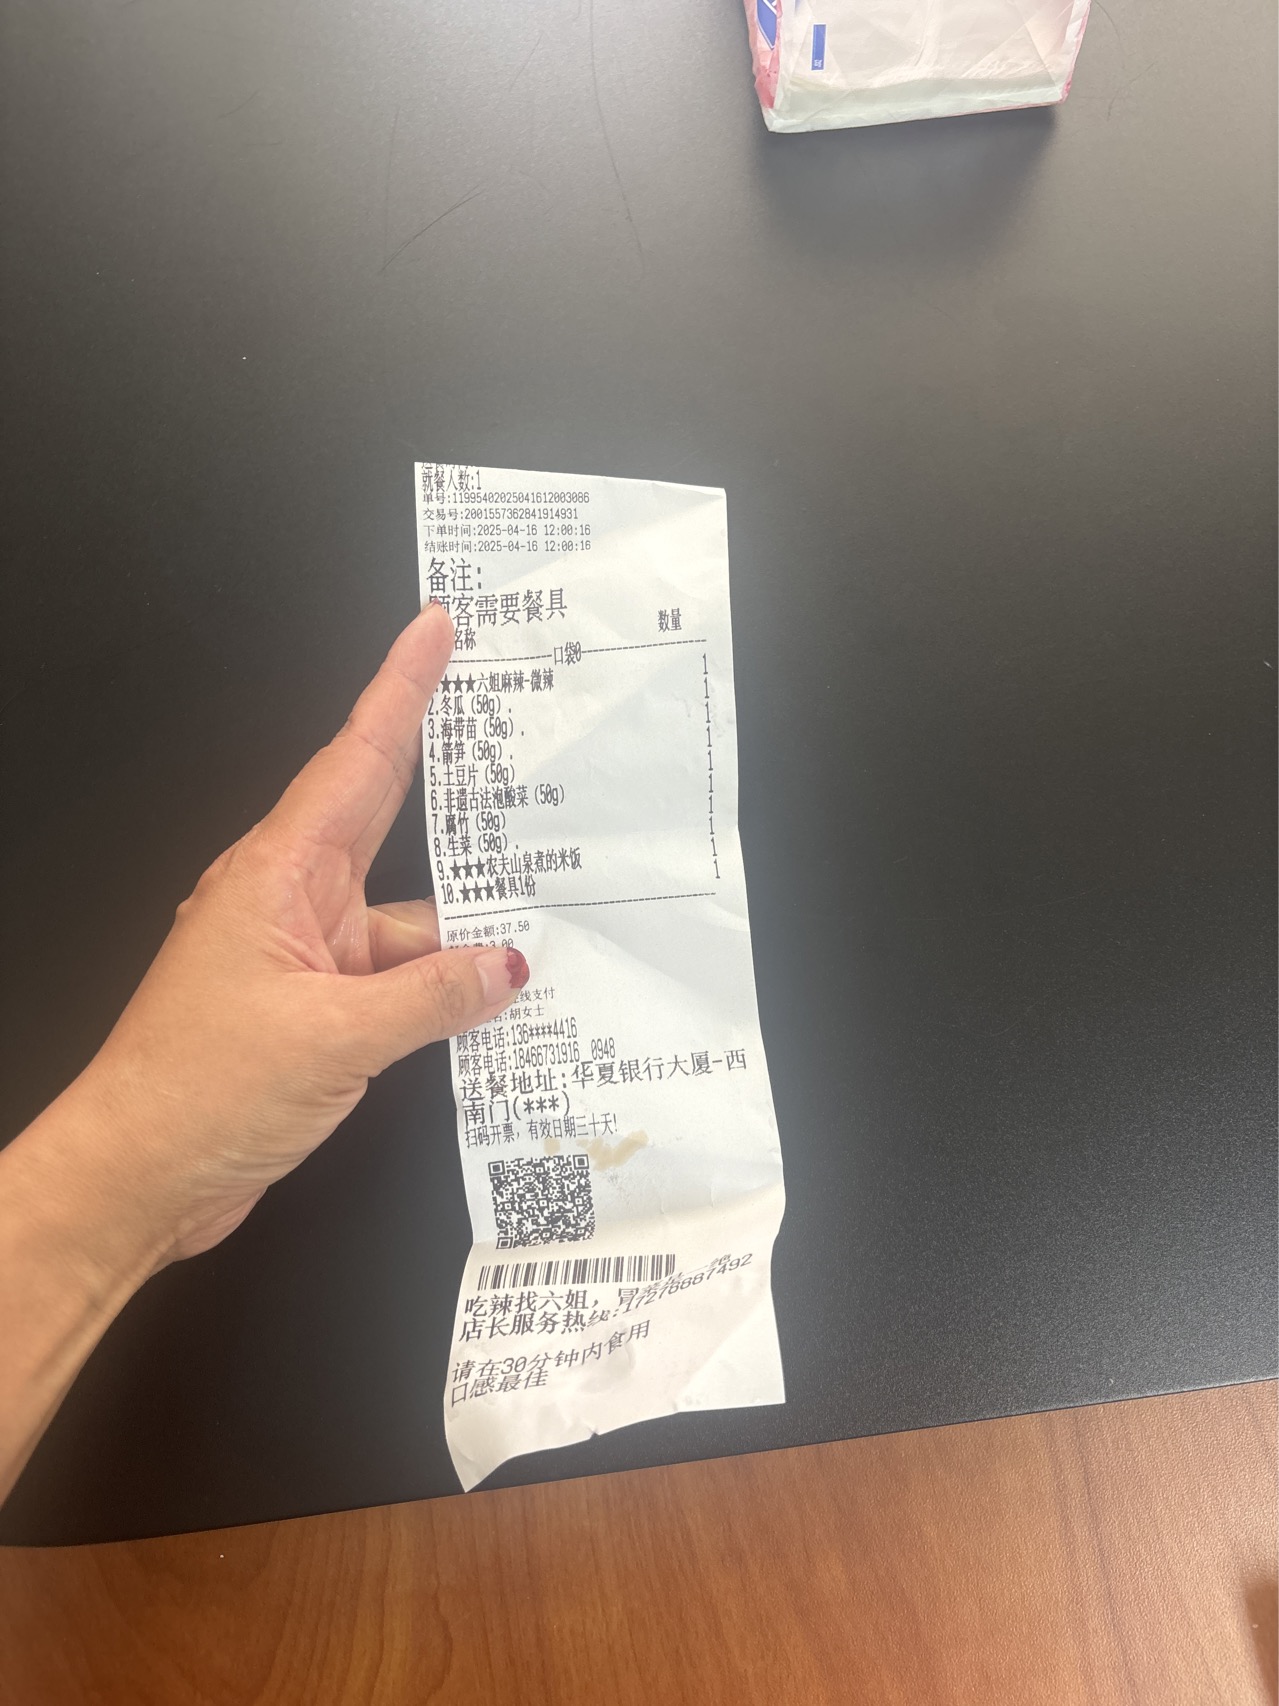 就餐人数:1
单号:11995402025041612003086
交易号:2001557362841914931
下单时间:2025-04-16 12:00:16
结账时间:2025-04-16 12:00:16
备注:
顾客需要餐具
名称 数量
--------------口袋0----------------
★★★六姐麻辣-微辣 1
2.冬瓜(50g). 1
3.海带苗(50g). 1
4.箭笋(50g). 1
5.土豆片(50g) 1
6.非遗古法泡酸菜(50g) 1
7.腐竹(50g) 1
8.生菜(50g). 1
9.★★★农夫山泉煮的米饭 1
10.★★★餐具1份 1
原价金额:37.50
3.00
线支付
名:胡女士
顾客电话:136****4416
顾客电话:18466731916_0948
送餐地址:华夏银行大厦-西
南门(***)
扫码开票，有效日期三十天!
吃辣找六姐，冒菜
店长服务热线:17276687492
请在30分钟内食用
口感最佳